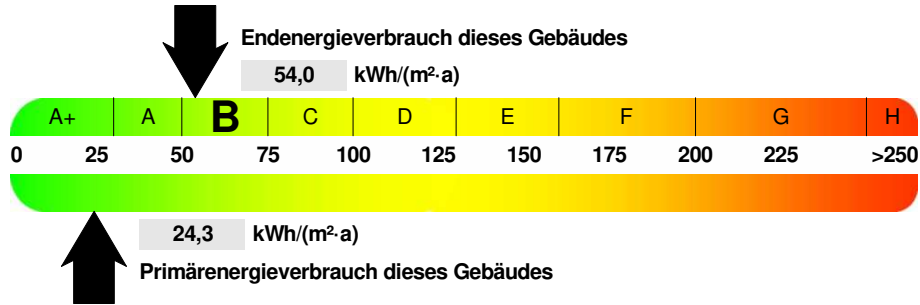 Endenergieverbrauch dieses Gebäudes
54,0 kWh/(m²·a)
A+ A B C D E F G H
0 25 50 75 100 125 150 175 200 225 >250
24,3 kWh/(m²·a)
Primärenergieverbrauch dieses Gebäudes